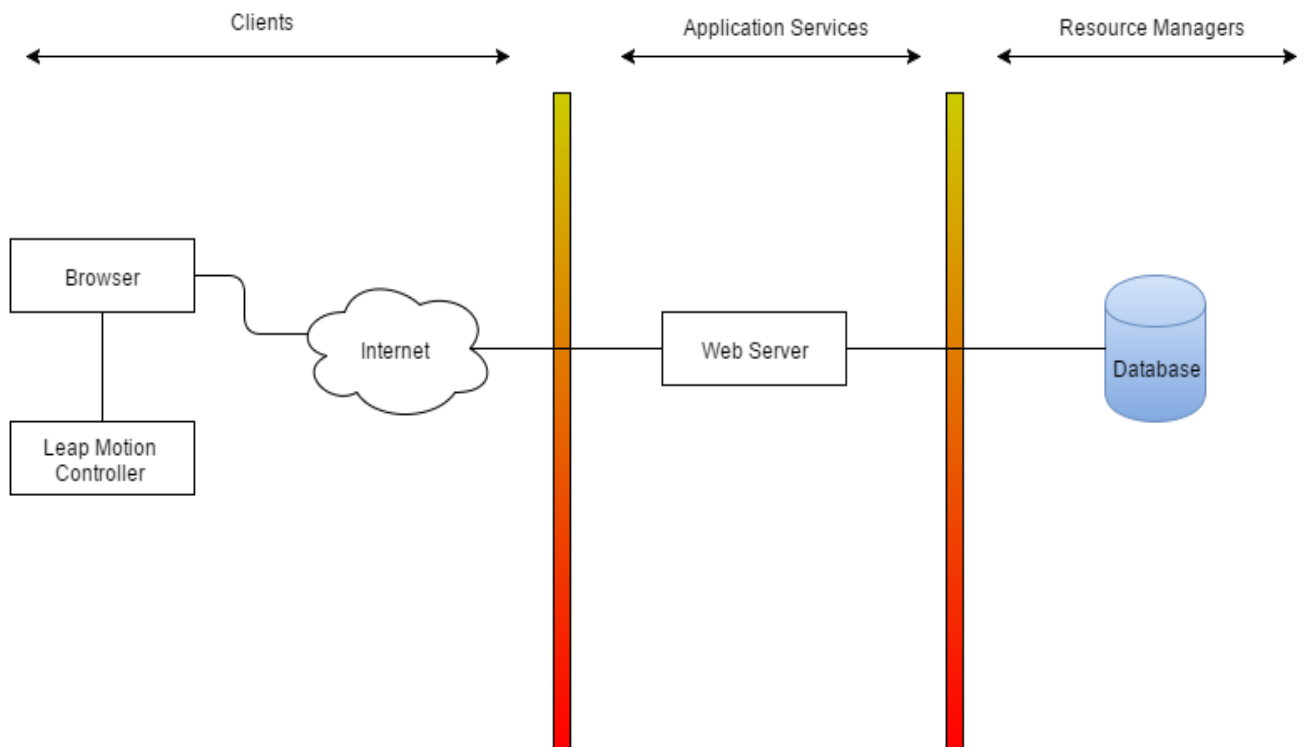 Clients
Application Services
Resource Managers
Browser
Internet
Web Server
Database
Leap Motion
Controller